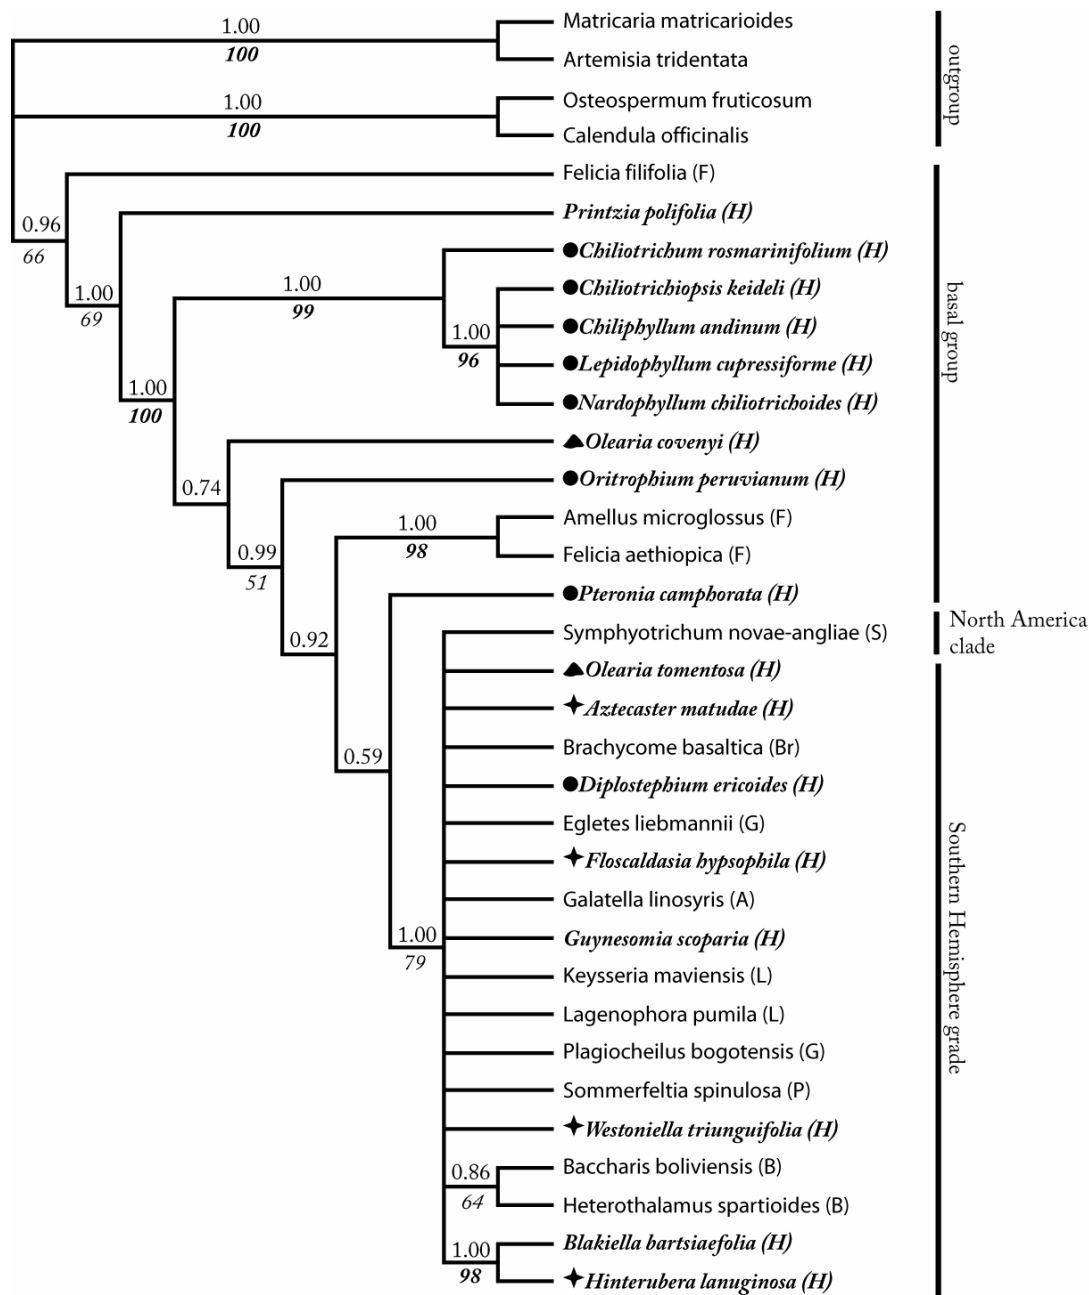 1.00
100
Matricaria matricarioides
Artemisia tridentata
1.00
100
Osteospermum fruticosum
Calendula officinalis
outgroup
0.96
66
Felicia filifolia (F)
1.00
69
Printzia polifolia (H)
1.00
99
Chiliotrichum rosmarinifolium (H)
1.00
96
Chiliotrichiopsis keideli (H)
Chiliphyllum andinum (H)
Lepidophyllum cupressiforme (H)
Nardophyllum chiliotrichoides (H)
1.00
100
Olearia covenyi (H)
0.74
Oritrophium peruvianum (H)
0.99
51
1.00
98
Amellus microglossus (F)
Felicia aethiopica (F)
0.92
Pteronia camphorata (H)
basal group
Symphyotrichum novae-angliae (S)
North America
clade
Olearia tomentosa (H)
Aztecaster matudae (H)
Brachycome basaltica (Br)
0.59
Diplostephium ericoides (H)
Egletes liebmannii (G)
Floscaldasia hypsophila (H)
Galatella linosyris (A)
1.00
79
Guynesomia scoparia (H)
Keysseria maviensis (L)
Lagenophora pumila (L)
Plagiocheilus bogotensis (G)
Sommerfeltia spinulosa (P)
Westoniella triunguifolia (H)
0.86
64
Baccharis boliviensis (B)
Heterothalamus spartioides (B)
1.00
98
Blakiella bartsiaefolia (H)
Hinterubera lanuginosa (H)
Southern Hemisphere grade